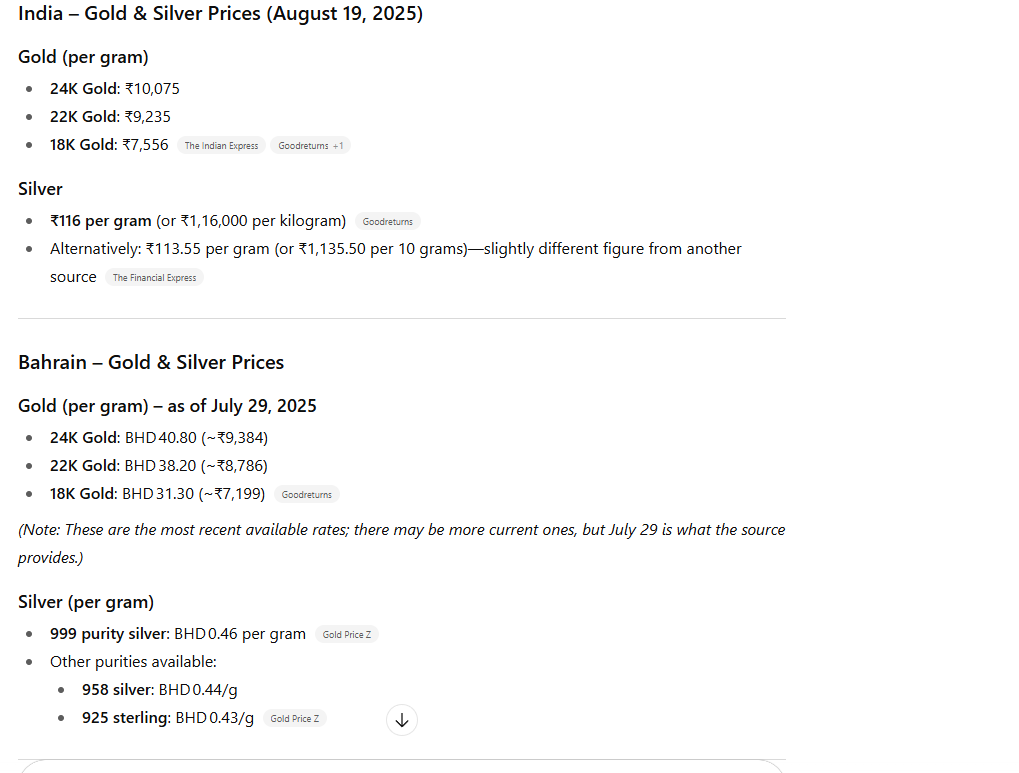 India – Gold & Silver Prices (August 19, 2025)
Gold (per gram)
• 24K Gold: ₹10,075
• 22K Gold: ₹9,235
• 18K Gold: ₹7,556 The Indian Express Goodreturns +1
Silver
• ₹116 per gram (or ₹1,16,000 per kilogram) Goodreturns
• Alternatively: ₹113.55 per gram (or ₹1,135.50 per 10 grams)—slightly different figure from another
source The Financial Express
Bahrain – Gold & Silver Prices
Gold (per gram) – as of July 29, 2025
• 24K Gold: BHD 40.80 (~₹9,384)
• 22K Gold: BHD 38.20 (~₹8,786)
• 18K Gold: BHD 31.30 (~₹7,199) Goodreturns
(Note: These are the most recent available rates; there may be more current ones, but July 29 is what the source
provides.)
Silver (per gram)
• 999 purity silver: BHD 0.46 per gram Gold Price Z
• Other purities available:
• 958 silver: BHD 0.44/g
• 925 sterling: BHD 0.43/g Gold Price Z